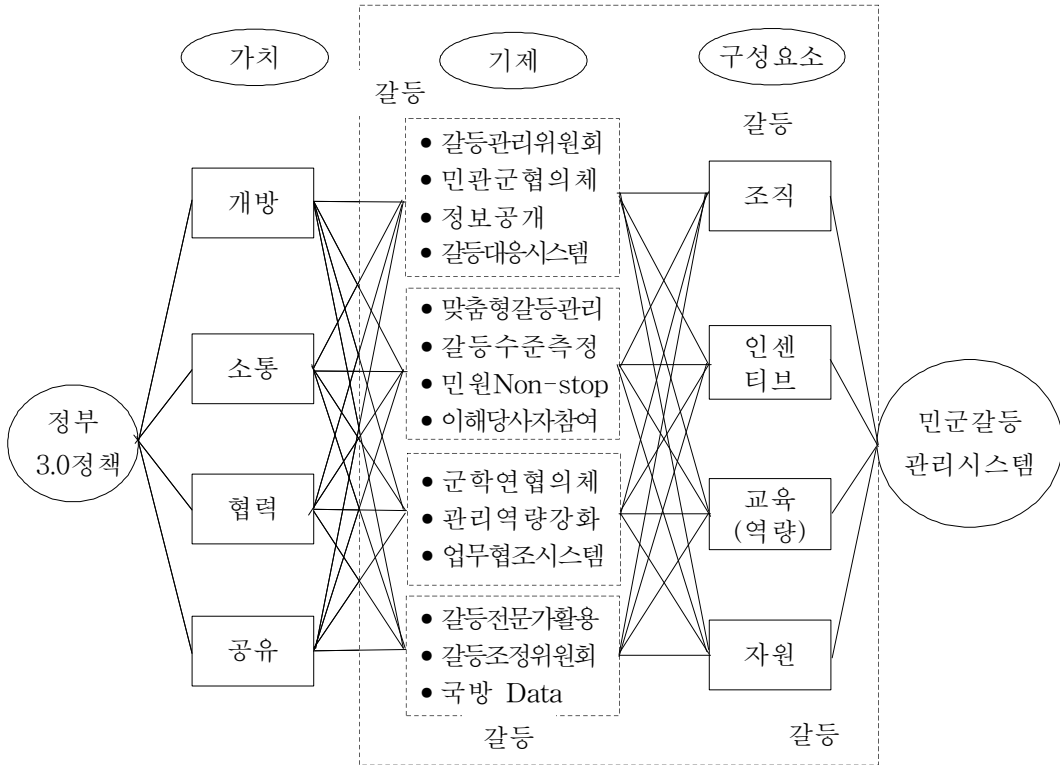 가치
기제
구성요소
갈등
갈등
● 갈등관리위원회
● 민관군협의체
● 정보공개
● 갈등대응시스템
개방
조직
● 맞춤형갈등관리
● 갈등수준측정
● 민원Non-stop
● 이해당사자참여
소통
인센
티브
정부
3.0정책
민군갈등
관리시스템
● 군학연협의체
● 관리역량강화
● 업무협조시스템
협력
교육
(역량)
● 갈등전문가활용
● 갈등조정위원회
● 국방 Data
공유
자원
갈등
갈등